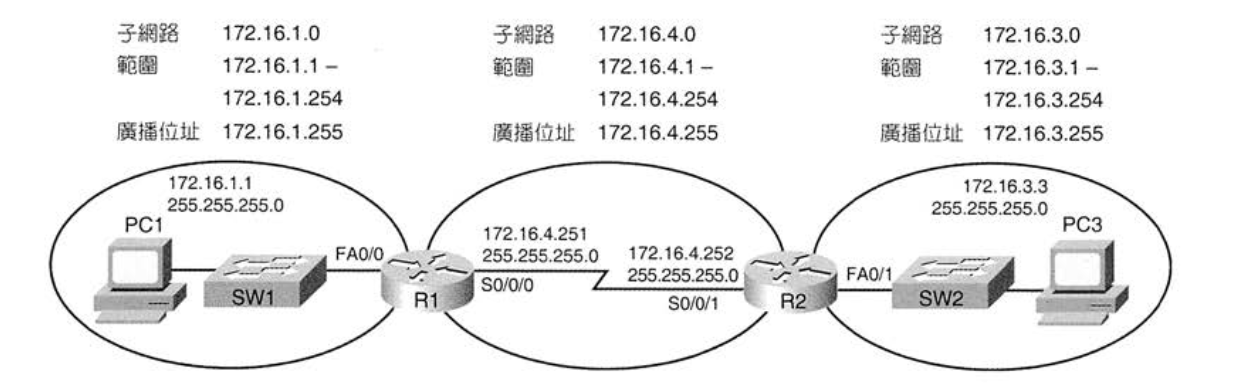 子網路 172.16.1.0
範圍 172.16.1.1 –
172.16.1.254
廣播位址 172.16.1.255
子網路 172.16.4.0
範圍 172.16.4.1 –
172.16.4.254
廣播位址 172.16.4.255
子網路 172.16.3.0
範圍 172.16.3.1 –
172.16.3.254
廣播位址 172.16.3.255
172.16.1.1
255.255.255.0
PC1
SW1
FA0/0
R1
172.16.4.251
255.255.255.0
S0/0/0
172.16.4.252
255.255.255.0
S0/0/1
R2
FA0/1
SW2
172.16.3.3
255.255.255.0
PC3